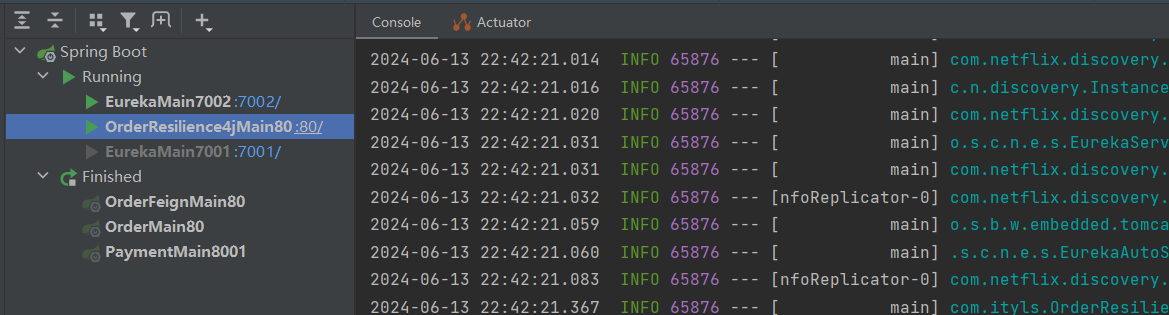 Spring Boot
Running
EurekaMain7002 :7002/
OrderResilience4jMain80 :80/
EurekaMain7001 :7001/
Finished
OrderFeignMain80
OrderMain80
PaymentMain8001
Console Actuator
2024-06-13 22:42:21.014 INFO 65876 --- [ main] com.netflix.discovery.
2024-06-13 22:42:21.016 INFO 65876 --- [ main] c.n.discovery.Instance
2024-06-13 22:42:21.020 INFO 65876 --- [ main] com.netflix.discovery.
2024-06-13 22:42:21.031 INFO 65876 --- [ main] o.s.c.n.e.s.EurekaServ
2024-06-13 22:42:21.031 INFO 65876 --- [ main] com.netflix.discovery.
2024-06-13 22:42:21.032 INFO 65876 --- [nfoReplicator-0] com.netflix.discovery.
2024-06-13 22:42:21.059 INFO 65876 --- [ main] o.s.b.w.embedded.tomca
2024-06-13 22:42:21.060 INFO 65876 --- [ main] .s.c.n.e.s.EurekaAutoS
2024-06-13 22:42:21.083 INFO 65876 --- [nfoReplicator-0] com.netflix.discovery.
2024-06-13 22:42:21.367 INFO 65876 --- [ main] com.ityls.OrderResilie